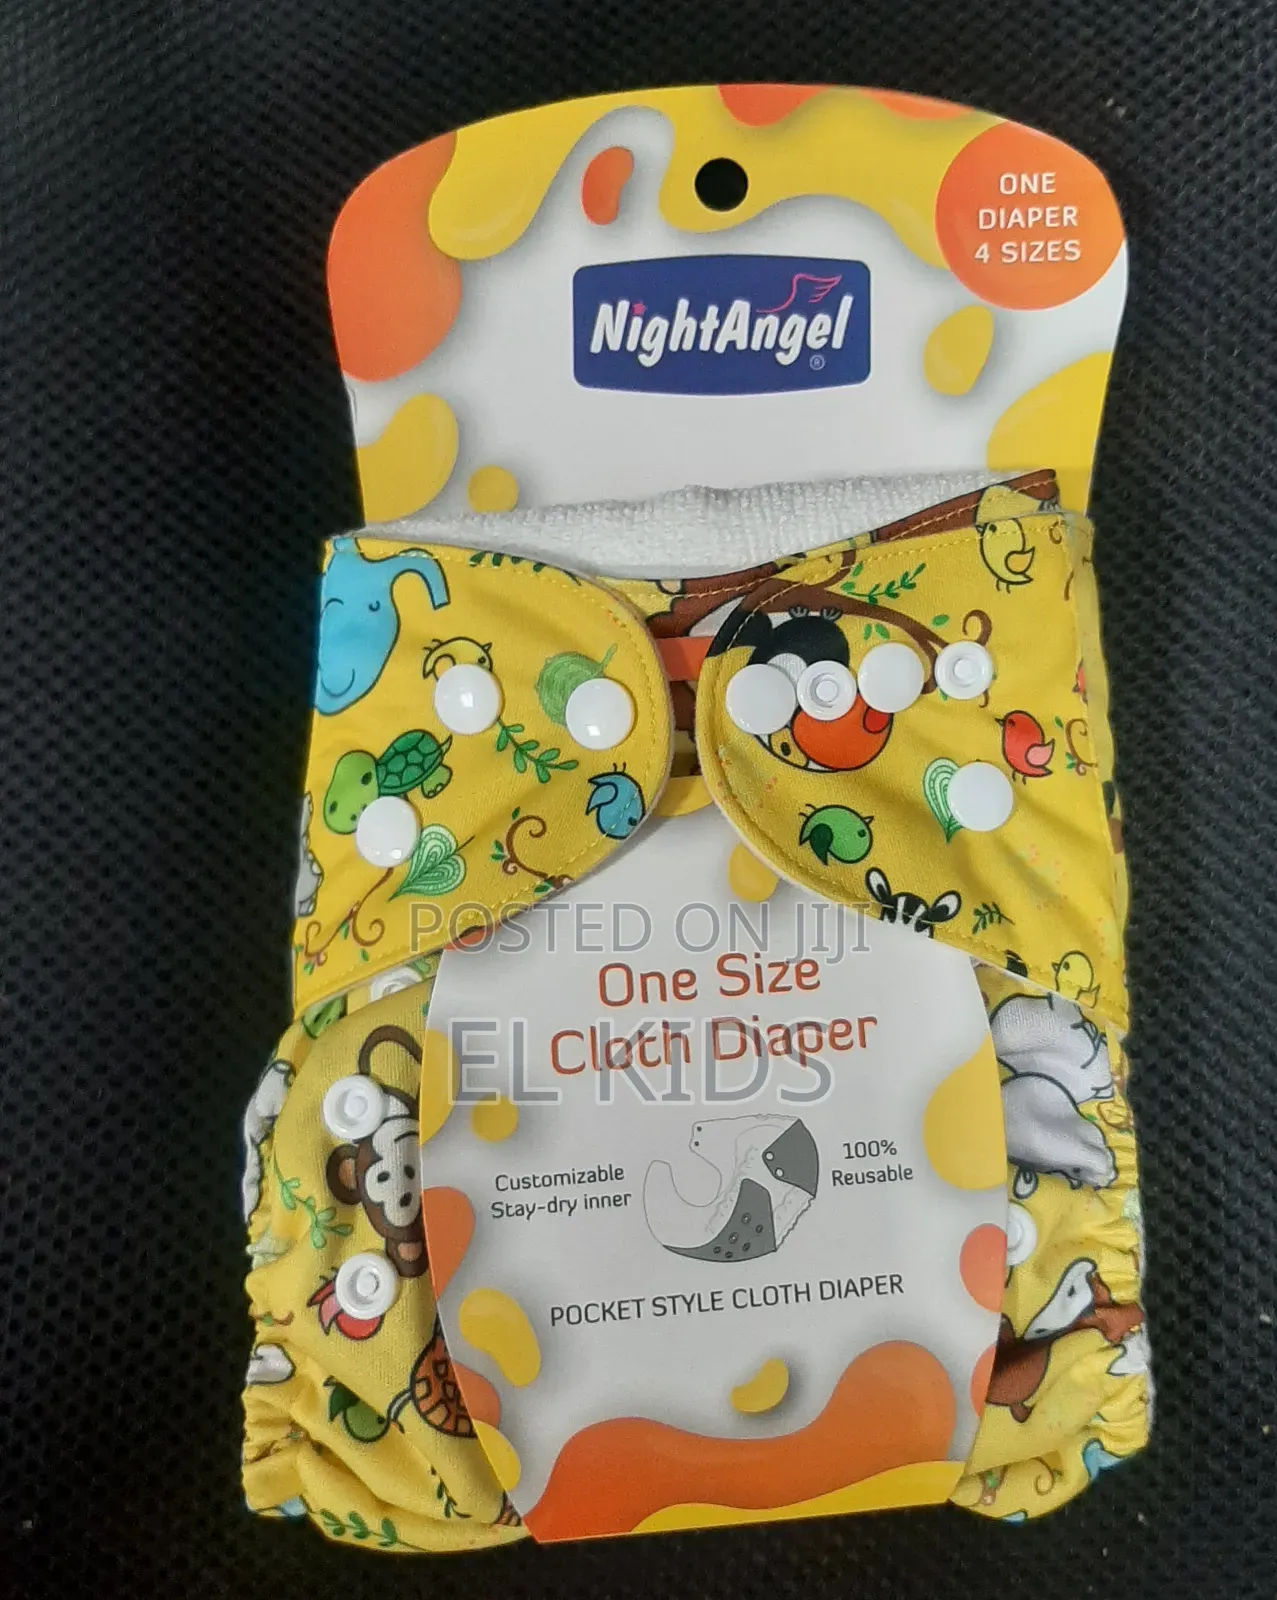 ONE
DIAPER
4 SIZES
NightAngel
®
POSTED ON JIJI
One Size
Cloth Diaper
EL KIDS
Customizable
Stay-dry inner
100%
Reusable
POCKET STYLE CLOTH DIAPER